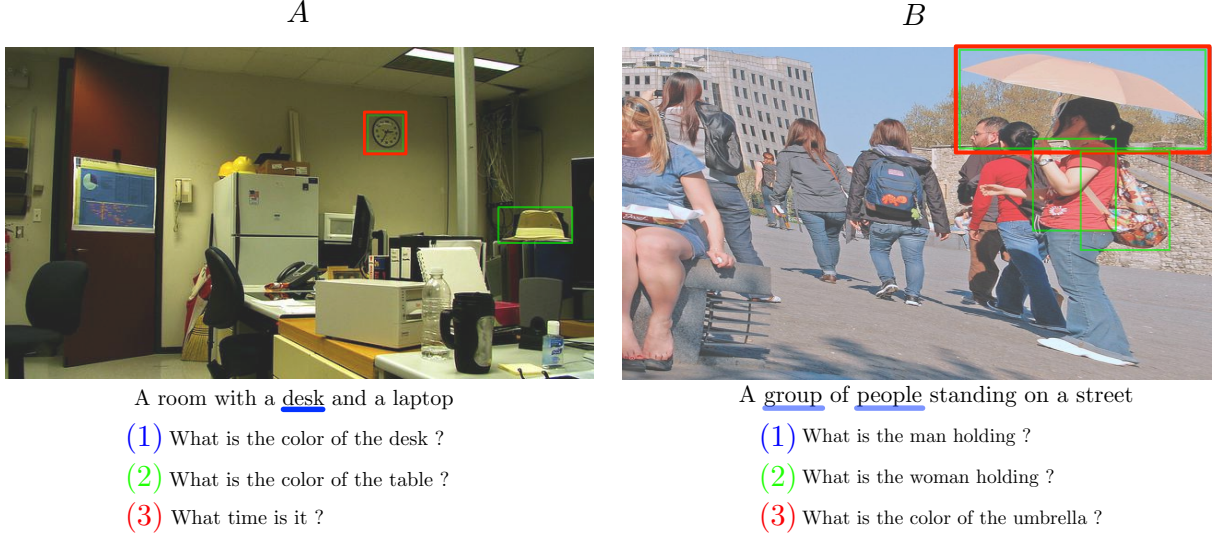 A
B
A room with a desk and a laptop
(1) What is the color of the desk ?
(2) What is the color of the table ?
(3) What time is it ?
A group of people standing on a street
(1) What is the man holding ?
(2) What is the woman holding ?
(3) What is the color of the umbrella ?